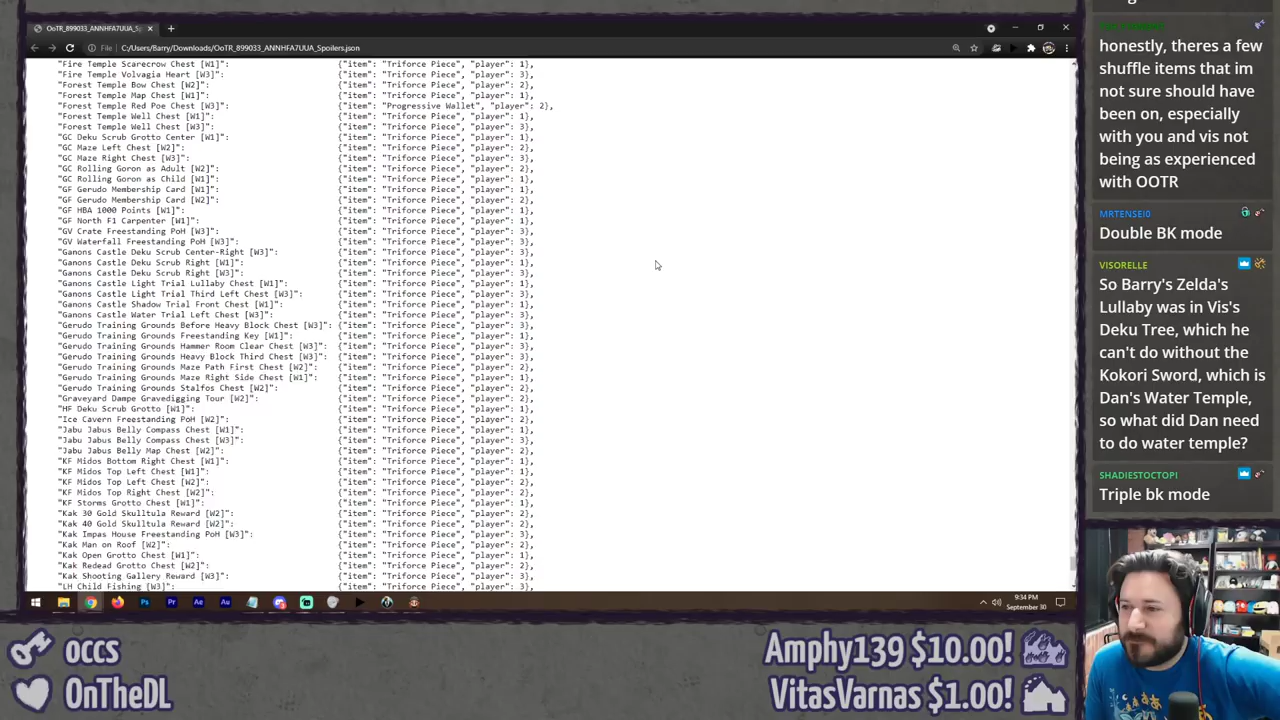 OoTR_899033_ANNHFA7UUA_S
File
C:/Users/Barry/Downloads/OoTR_899033_ANNHFA7UUA_Spoilers.json
"Fire Temple Scarecrow Chest [W1]": {"item": "Triforce Piece", "player": 1},
"Fire Temple Volvagia Heart [W3]": {"item": "Triforce Piece", "player": 3},
"Forest Temple Bow Chest [W2]": {"item": "Triforce Piece", "player": 2},
"Forest Temple Map Chest [W1]": {"item": "Triforce Piece", "player": 1},
"Forest Temple Red Poe Chest [W3]": {"item": "Progressive Wallet", "player": 2},
"Forest Temple Well Chest [W1]": {"item": "Triforce Piece", "player": 1},
"Forest Temple Well Chest [W3]": {"item": "Triforce Piece", "player": 3},
"GC Deku Scrub Grotto Center [W1]": {"item": "Triforce Piece", "player": 1},
"GC Maze Left Chest [W2]": {"item": "Triforce Piece", "player": 2},
"GC Maze Right Chest [W3]": {"item": "Triforce Piece", "player": 3},
"GC Rolling Goron as Adult [W2]": {"item": "Triforce Piece", "player": 2},
"GC Rolling Goron as Child [W1]": {"item": "Triforce Piece", "player": 1},
"GF Gerudo Membership Card [W1]": {"item": "Triforce Piece", "player": 1},
"GF Gerudo Membership Card [W2]": {"item": "Triforce Piece", "player": 2},
"GF HBA 1000 Points [W1]": {"item": "Triforce Piece", "player": 1},
"GF North F1 Carpenter [W1]": {"item": "Triforce Piece", "player": 1},
"GV Crate Freestanding PoH [W3]": {"item": "Triforce Piece", "player": 3},
"GV Waterfall Freestanding PoH [W3]": {"item": "Triforce Piece", "player": 3},
"Ganons Castle Deku Scrub Center-Right [W3]": {"item": "Triforce Piece", "player": 3},
"Ganons Castle Deku Scrub Right [W1]": {"item": "Triforce Piece", "player": 1},
"Ganons Castle Deku Scrub Right [W3]": {"item": "Triforce Piece", "player": 3},
"Ganons Castle Light Trial Lullaby Chest [W1]": {"item": "Triforce Piece", "player": 1},
"Ganons Castle Light Trial Third Left Chest [W3]": {"item": "Triforce Piece", "player": 3},
"Ganons Castle Shadow Trial Front Chest [W1]": {"item": "Triforce Piece", "player": 1},
"Ganons Castle Water Trial Left Chest [W3]": {"item": "Triforce Piece", "player": 3},
"Gerudo Training Grounds Before Heavy Block Chest [W3]": {"item": "Triforce Piece", "player": 3},
"Gerudo Training Grounds Freestanding Key [W1]": {"item": "Triforce Piece", "player": 1},
"Gerudo Training Grounds Hammer Room Clear Chest [W3]": {"item": "Triforce Piece", "player": 3},
"Gerudo Training Grounds Heavy Block Third Chest [W3]": {"item": "Triforce Piece", "player": 3},
"Gerudo Training Grounds Maze Path First Chest [W2]": {"item": "Triforce Piece", "player": 2},
"Gerudo Training Grounds Maze Right Side Chest [W1]": {"item": "Triforce Piece", "player": 1},
"Gerudo Training Grounds Stalfos Chest [W2]": {"item": "Triforce Piece", "player": 2},
"Graveyard Dampe Gravedigging Tour [W2]": {"item": "Triforce Piece", "player": 2},
"HF Deku Scrub Grotto [W1]": {"item": "Triforce Piece", "player": 1},
"Ice Cavern Freestanding PoH [W2]": {"item": "Triforce Piece", "player": 2},
"Jabu Jabus Belly Compass Chest [W1]": {"item": "Triforce Piece", "player": 1},
"Jabu Jabus Belly Compass Chest [W3]": {"item": "Triforce Piece", "player": 3},
"Jabu Jabus Belly Map Chest [W2]": {"item": "Triforce Piece", "player": 2},
"KF Midos Bottom Right Chest [W1]": {"item": "Triforce Piece", "player": 1},
"KF Midos Top Left Chest [W1]": {"item": "Triforce Piece", "player": 1},
"KF Midos Top Left Chest [W2]": {"item": "Triforce Piece", "player": 2},
"KF Midos Top Right Chest [W2]": {"item": "Triforce Piece", "player": 2},
"KF Storms Grotto Chest [W1]": {"item": "Triforce Piece", "player": 1},
"Kak 30 Gold Skulltula Reward [W2]": {"item": "Triforce Piece", "player": 2},
"Kak 40 Gold Skulltula Reward [W2]": {"item": "Triforce Piece", "player": 2},
"Kak Impas House Freestanding PoH [W3]": {"item": "Triforce Piece", "player": 3},
"Kak Man on Roof [W2]": {"item": "Triforce Piece", "player": 2},
"Kak Open Grotto Chest [W1]": {"item": "Triforce Piece", "player": 1},
"Kak Redead Grotto Chest [W2]": {"item": "Triforce Piece", "player": 2},
"Kak Shooting Gallery Reward [W3]": {"item": "Triforce Piece", "player": 3},
"LH Child Fishing [W3]": {"item": "Triforce Piece", "player": 3},
9:34 PM
September 30
honestly, theres a few
shuffle items that im
not sure should have
been on, especially
with you and vis not
being as experienced
with OOTR
MRTENSEI0
Double BK mode
VISORELLE
So Barry's Zelda's
Lullaby was in Vis's
Deku Tree, which he
can't do without the
Kokori Sword, which is
Dan's Water Temple,
so what did Dan need
to do water temple?
SHADIESTOCTOPI
Triple bk mode
occs
OnTheDL
Amphy139 $10.00!
VitasVarnas $1.00!